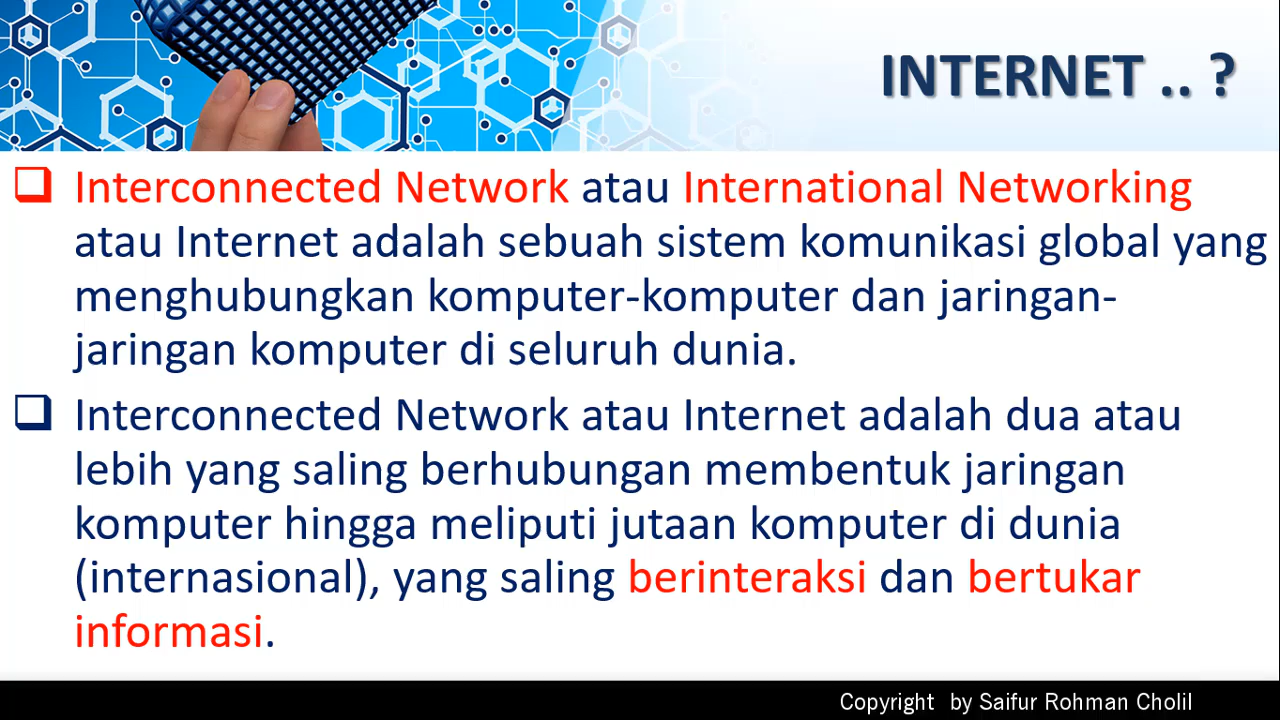 INTERNET .. ?
Interconnected Network atau International Networking
atau Internet adalah sebuah sistem komunikasi global yang
menghubungkan komputer-komputer dan jaringan-
jaringan komputer di seluruh dunia.
Interconnected Network atau Internet adalah dua atau
lebih yang saling berhubungan membentuk jaringan
komputer hingga meliputi jutaan komputer di dunia
(internasional), yang saling berinteraksi dan bertukar
informasi.
Copyright by Saifur Rohman Cholil